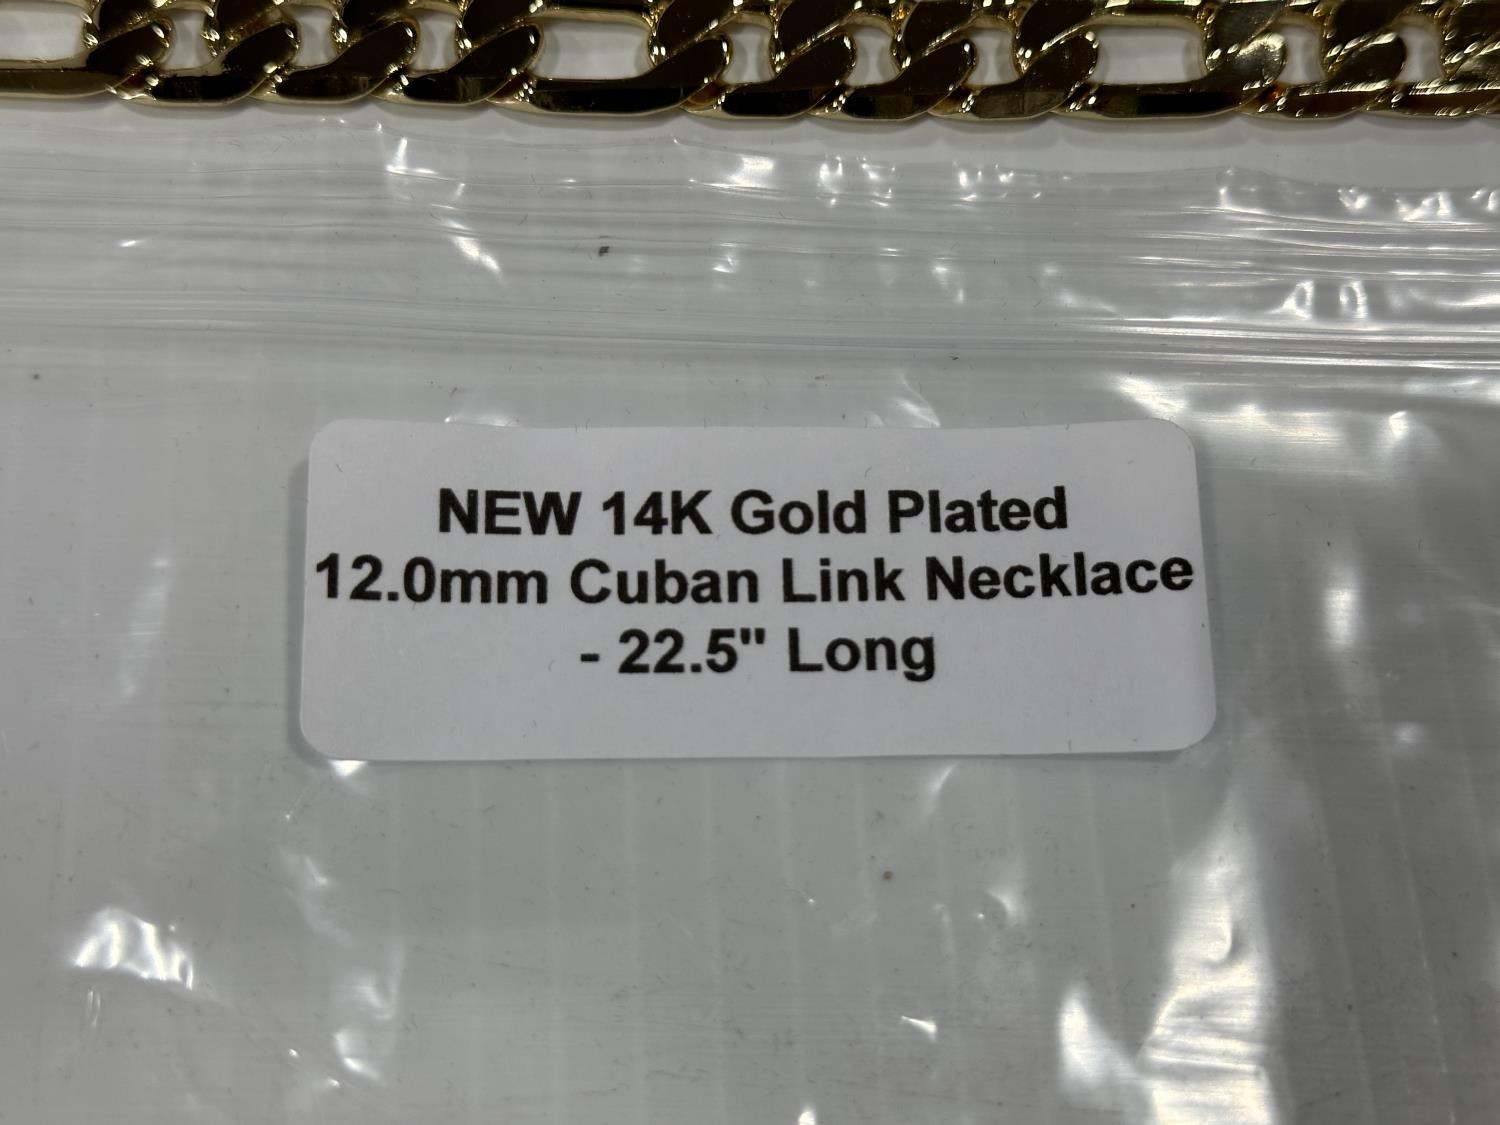 NEW 14K Gold Plated
12.0mm Cuban Link Necklace
- 22.5" Long